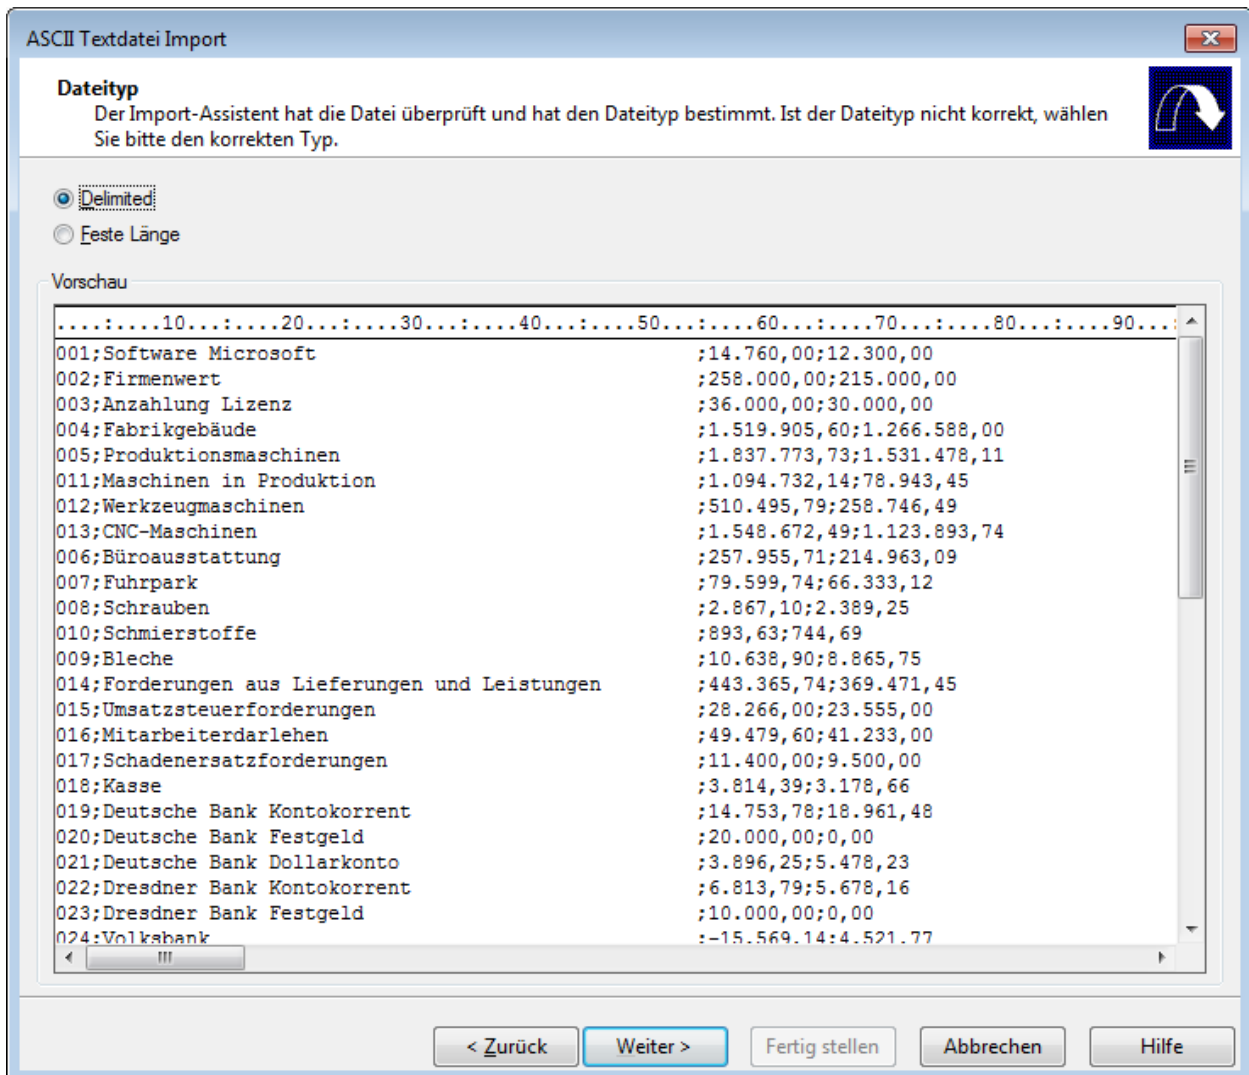 ASCII Textdatei Import
Dateityp
Der Import-Assistent hat die Datei überprüft und hat den Dateityp bestimmt. Ist der Dateityp nicht korrekt, wählen
Sie bitte den korrekten Typ.
Delimited
Feste Länge
Vorschau
....:....10...:....20...:....30...:....40...:....50...:....60...:....70...:....80...:....90...:
001;Software Microsoft ;14.760,00;12.300,00
002;Firmenwert ;258.000,00;215.000,00
003;Anzahlung Lizenz ;36.000,00;30.000,00
004;Fabrikgebäude ;1.519.905,60;1.266.588,00
005;Produktionsmaschinen ;1.837.773,73;1.531.478,11
011;Maschinen in Produktion ;1.094.732,14;78.943,45
012;Werkzeugmaschinen ;510.495,79;258.746,49
013;CNC-Maschinen ;1.548.672,49;1.123.893,74
006;Büroausstattung ;257.955,71;214.963,09
007;Fuhrpark ;79.599,74;66.333,12
008;Schrauben ;2.867,10;2.389,25
010;Schmierstoffe ;893,63;744,69
009;Bleche ;10.638,90;8.865,75
014;Forderungen aus Lieferungen und Leistungen ;443.365,74;369.471,45
015;Umsatzsteuerforderungen ;28.266,00;23.555,00
016;Mitarbeiterdarlehen ;49.479,60;41.233,00
017;Schadenersatzforderungen ;11.400,00;9.500,00
018;Kasse ;3.814,39;3.178,66
019;Deutsche Bank Kontokorrent ;14.753,78;18.961,48
020;Deutsche Bank Festgeld ;20.000,00;0,00
021;Deutsche Bank Dollarkonto ;3.896,25;5.478,23
022;Dresdner Bank Kontokorrent ;6.813,79;5.678,16
023;Dresdner Bank Festgeld ;10.000,00;0,00
024;Volksbank ;-15.569,14;4.521,77
< Zurück Weiter > Fertig stellen Abbrechen Hilfe